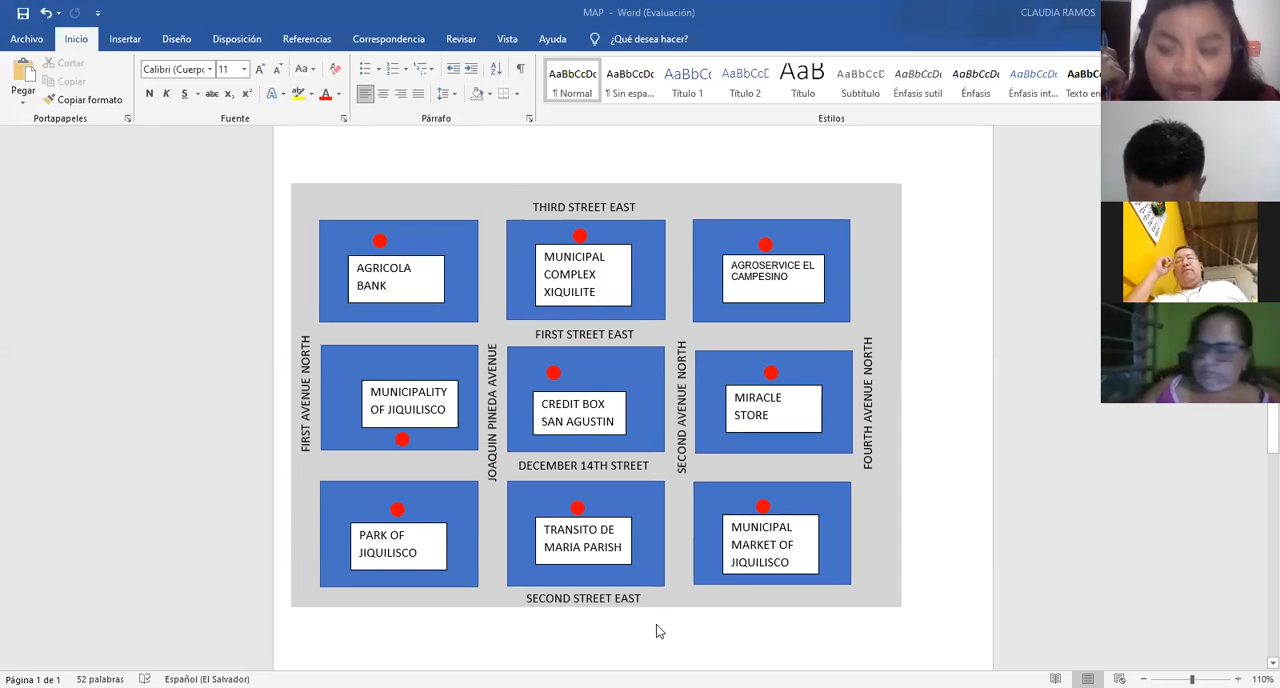 MAP - Word (Evaluación)
CLAUDIA RAMOS
Archivo Inicio Insertar Diseño Disposición Referencias Correspondencia Revisar Vista Ayuda ¿Qué desea hacer?
Pegar
Cortar
Copiar
Copiar formato
Portapapeles
Calibri (Cuerpo 11
N K S abc x₂ x²
Fuente
Párrafo
AaBbCcDc AaBbCcDc AaBbCc AaBbCcD AaB AaBbCcD AaBbCcDc AaBbCcDc AaBbCcDc AaBbCc
¶ Normal ¶ Sin espa... Título 1 Título 2 Título Subtítulo Énfasis sutil Énfasis Énfasis int... Texto en
Estilos
THIRD STREET EAST
AGRICOLA
BANK
MUNICIPAL
COMPLEX
XIQUILITE
AGROSERVICE EL
CAMPESINO
FIRST STREET EAST
FIRST AVENUE NORTH
JOAQUIN PINEDA AVENUE
SECOND AVENUE NORTH
FOURTH AVENUE NORTH
MUNICIPALITY
OF JIQUILISCO
CREDIT BOX
SAN AGUSTIN
MIRACLE
STORE
DECEMBER 14TH STREET
PARK OF
JIQUILISCO
TRANSITO DE
MARIA PARISH
MUNICIPAL
MARKET OF
JIQUILISCO
SECOND STREET EAST
Página 1 de 1 52 palabras Español (El Salvador) 110%